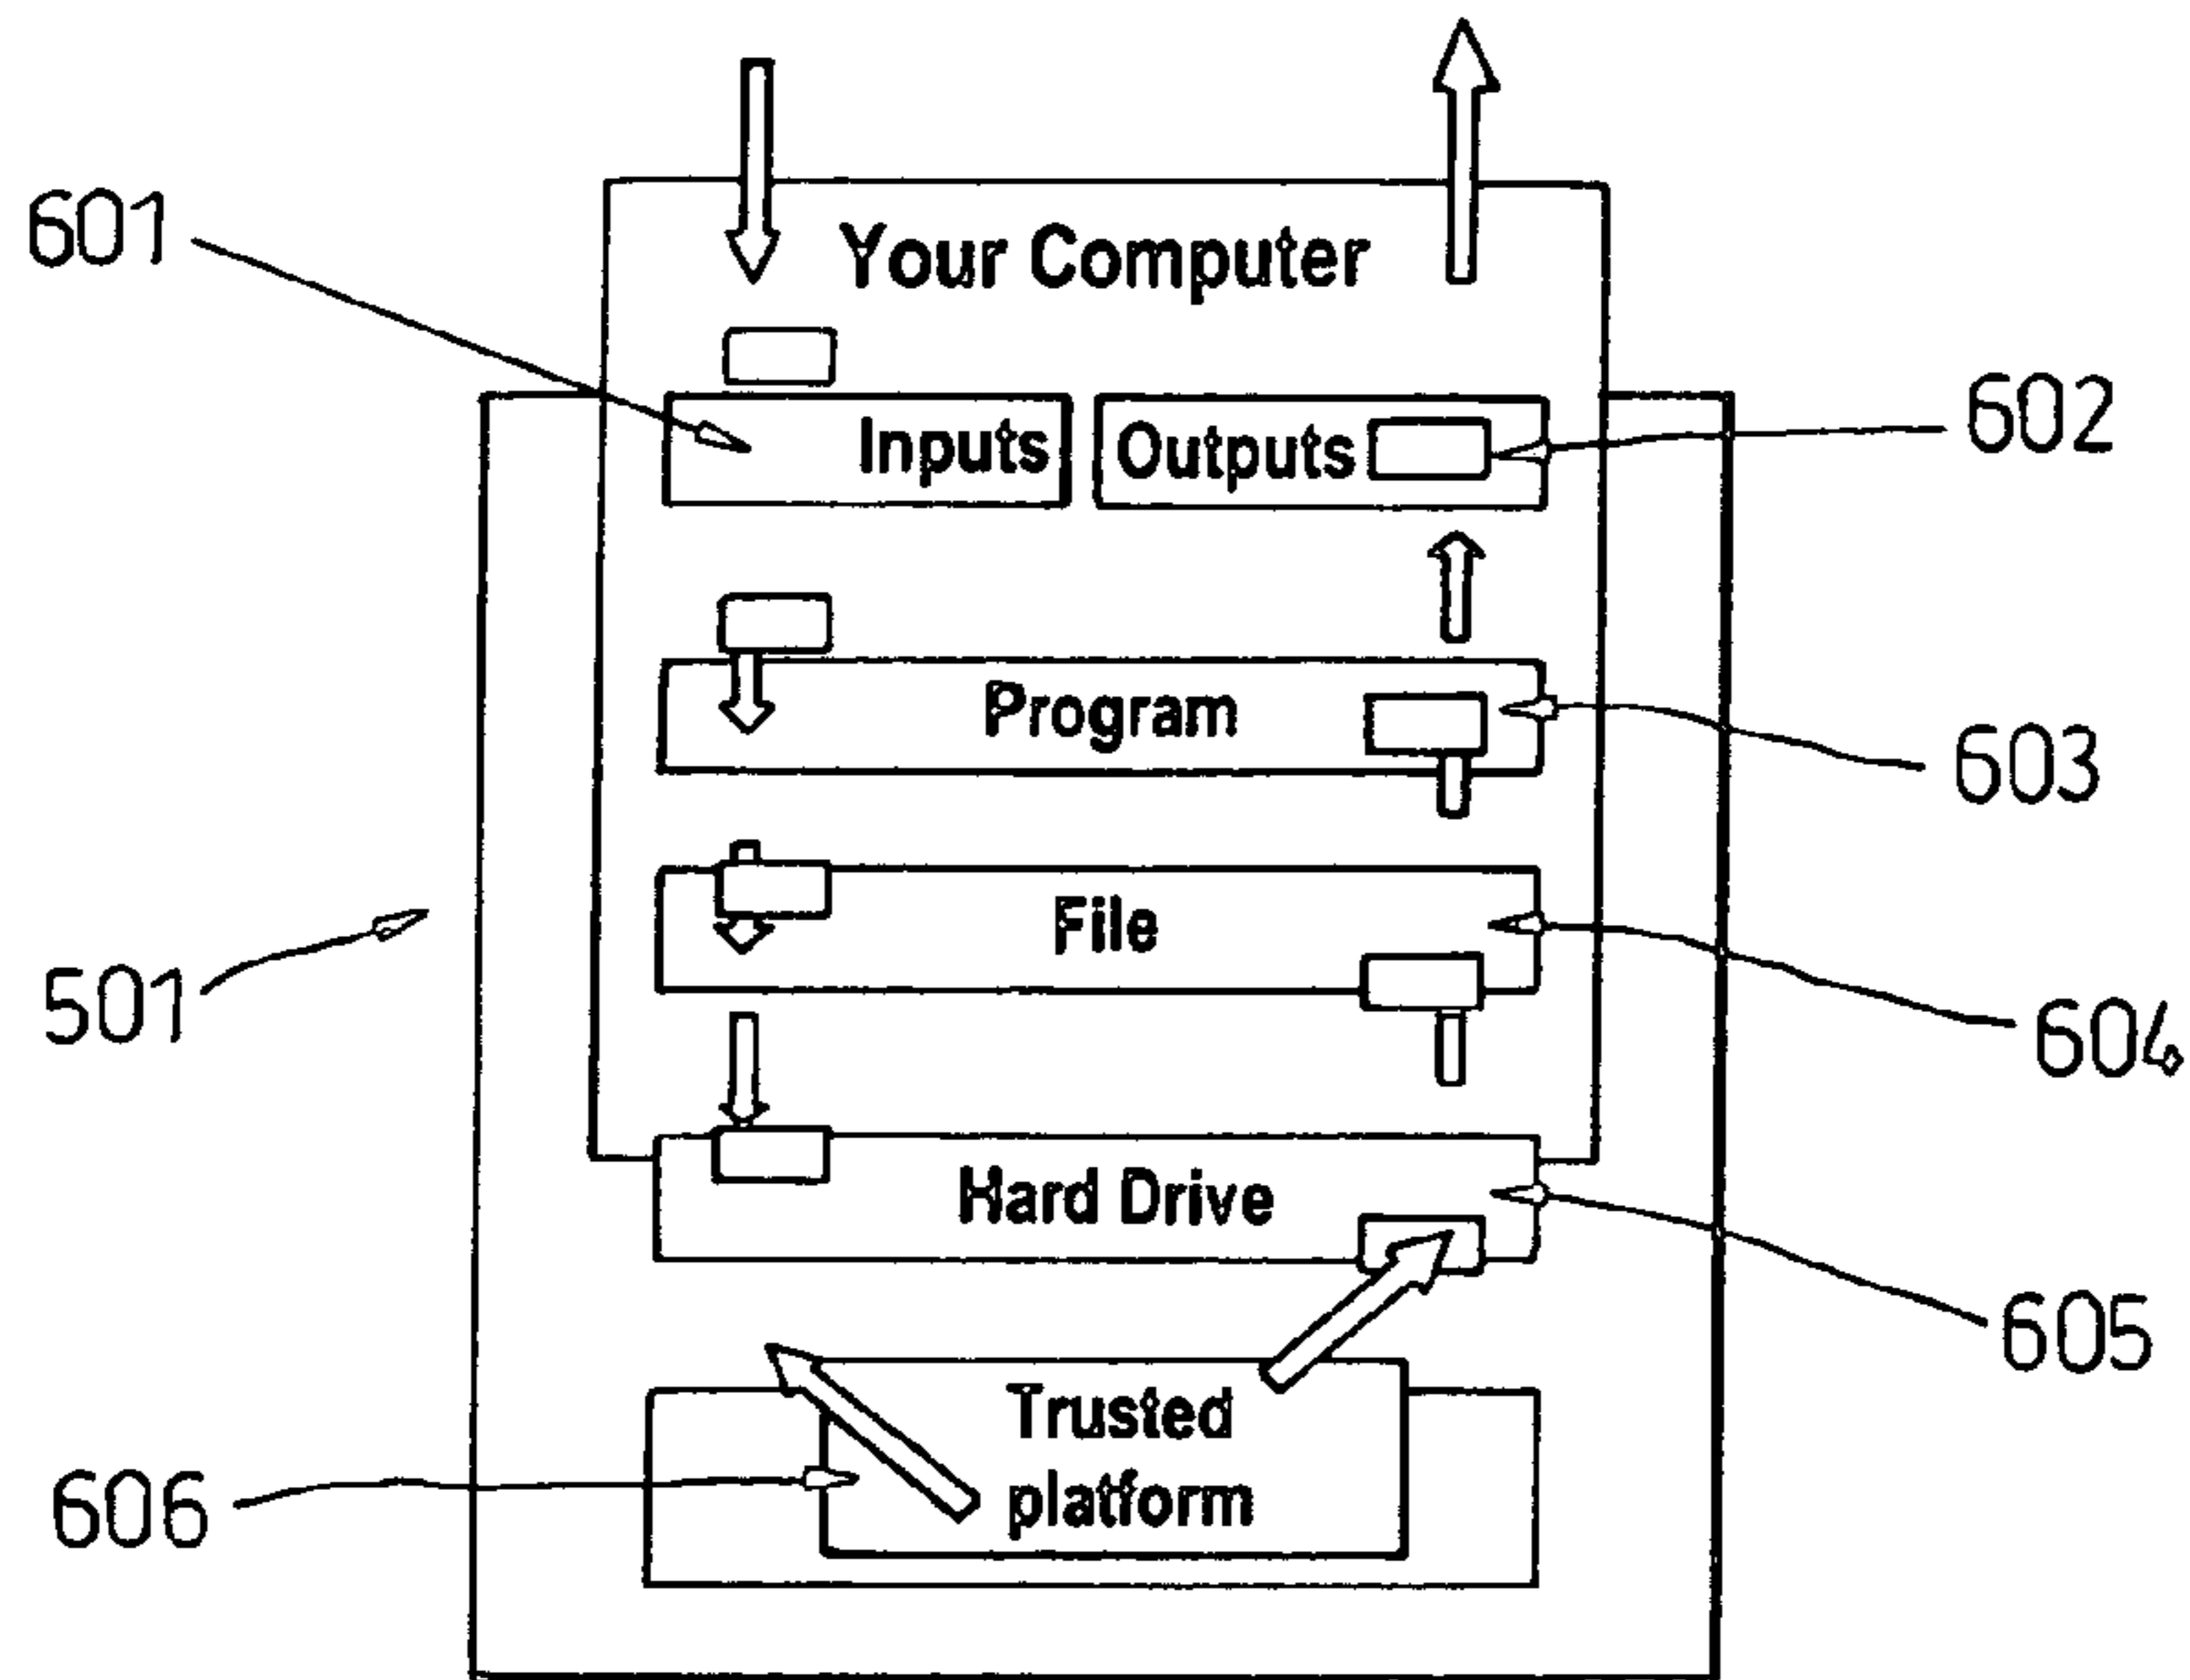 Your Computer
601
Inputs
Outputs
602
Program
603
File
501
604
Hard Drive
605
Trusted
platform
606